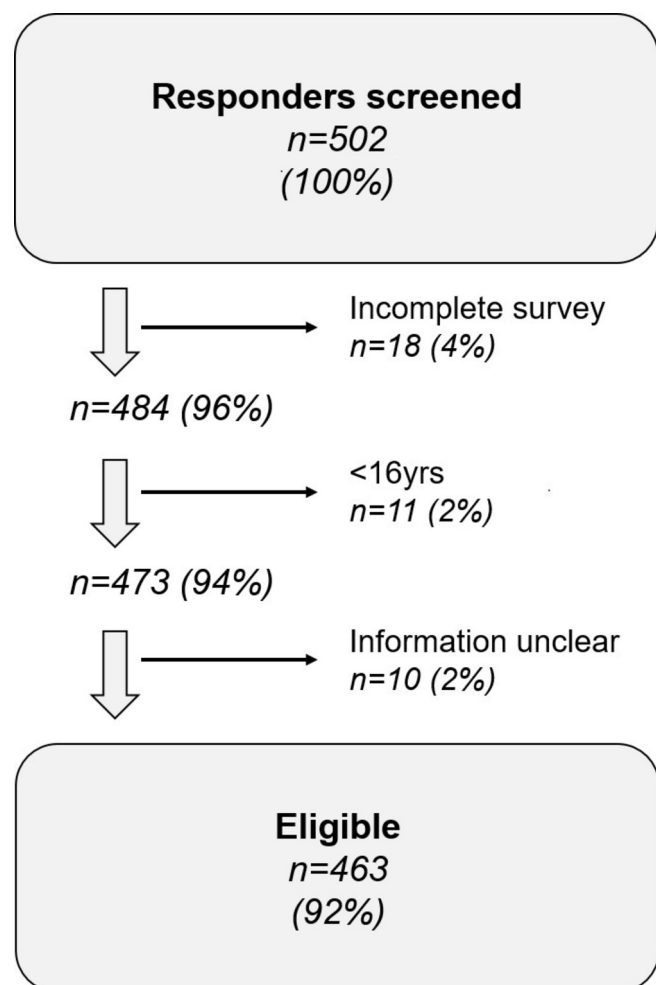 Responders screened
n=502
(100%)
Incomplete survey
n=18 (4%)
n=484 (96%)
<16yrs
n=11 (2%)
n=473 (94%)
Information unclear
n=10 (2%)
Eligible
n=463
(92%)